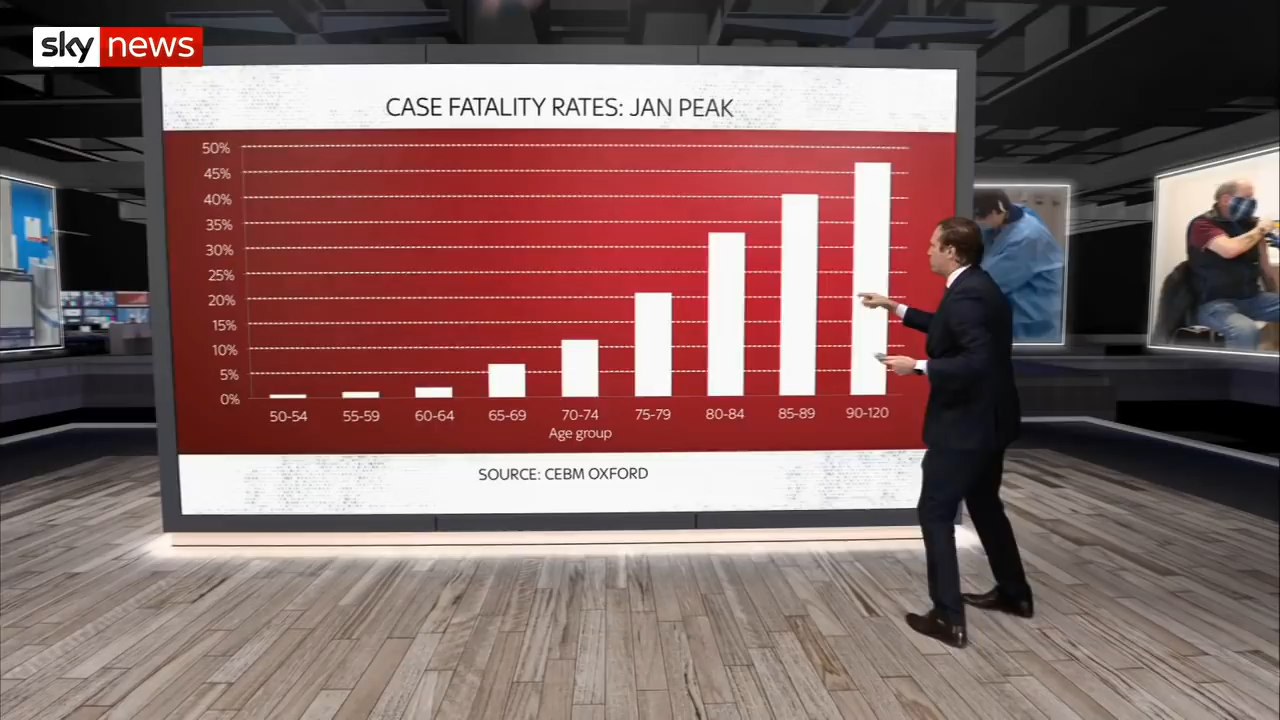 sky news
CASE FATALITY RATES: JAN PEAK
50%
45%
40%
35%
30%
25%
20%
15%
10%
5%
0%
50-54 55-59 60-64 65-69 70-74 75-79 80-84 85-89 90-120
Age group
SOURCE: CEBM OXFORD